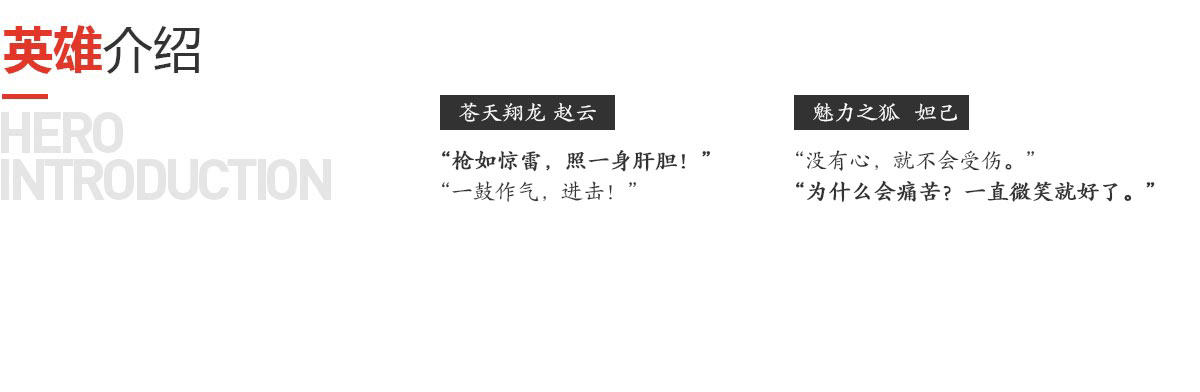 英雄介绍
HERO
INTRODUCTION
苍天翔龙 赵云
“枪如惊雷，照一身肝胆！”
“一鼓作气，进击！”
魅力之狐 妲己
“没有心，就不会受伤。”
“为什么会痛苦？一直微笑就好了。”